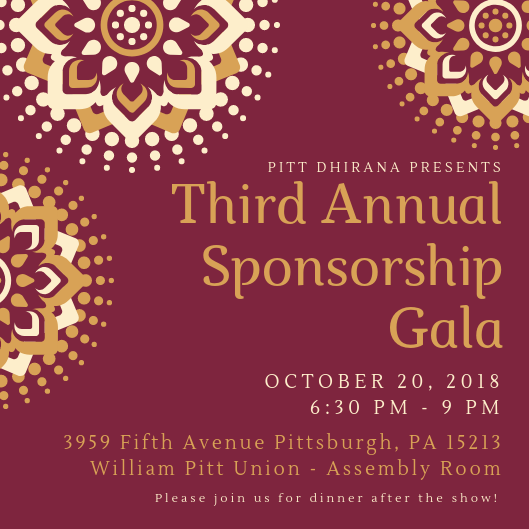 PITT DHIRANA PRESENTS
Third Annual
Sponsorship
Gala
OCTOBER 20, 2018
6:30 PM - 9 PM
3959 Fifth Avenue Pittsburgh, PA 15213
William Pitt Union - Assembly Room
Please join us for dinner after the show!